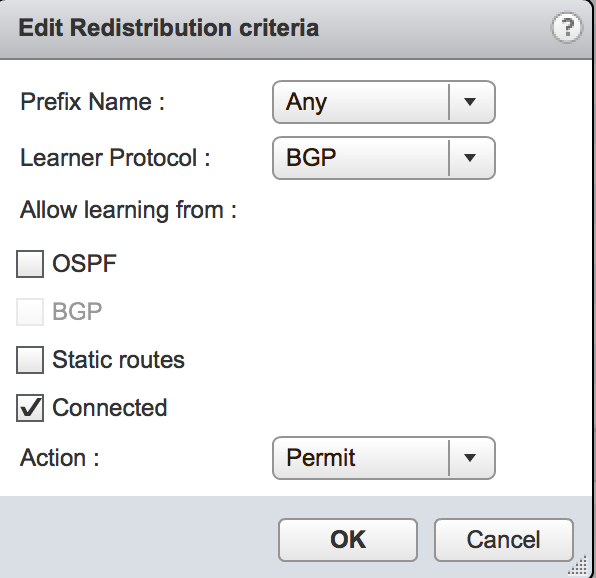 Edit Redistribution criteria ?
Prefix Name : Any
Learner Protocol : BGP
Allow learning from :
OSPF
BGP
Static routes
Connected
Action : Permit
OK Cancel